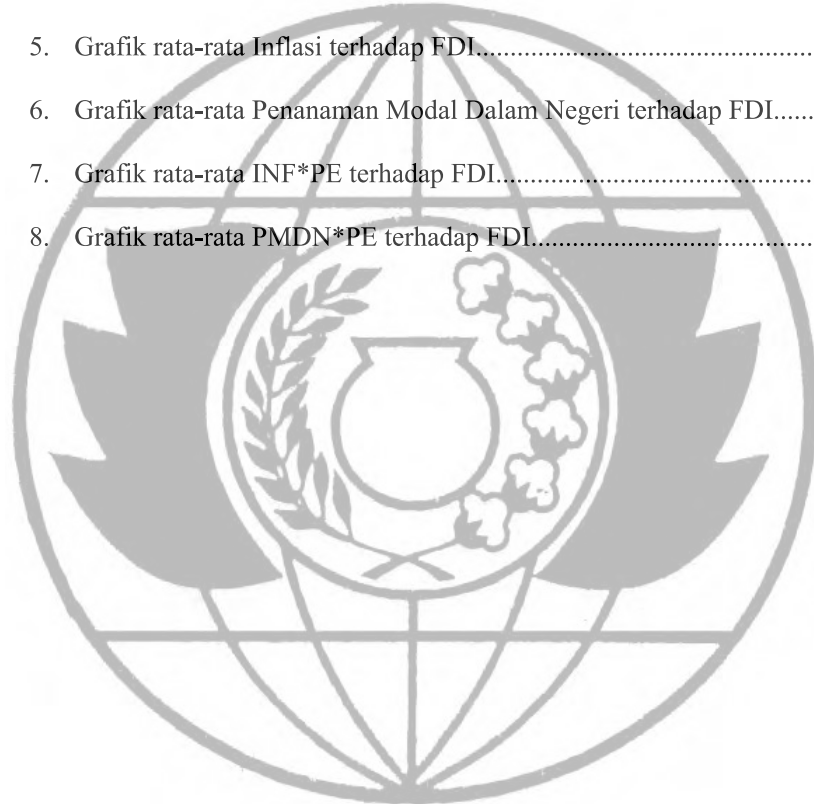 5. Grafik rata-rata Inflasi terhadap FDI..........................................................
6. Grafik rata-rata Penanaman Modal Dalam Negeri terhadap FDI......
7. Grafik rata-rata INF*PE terhadap FDI......................................................
8. Grafik rata-rata PMDN*PE terhadap FDI.................................................